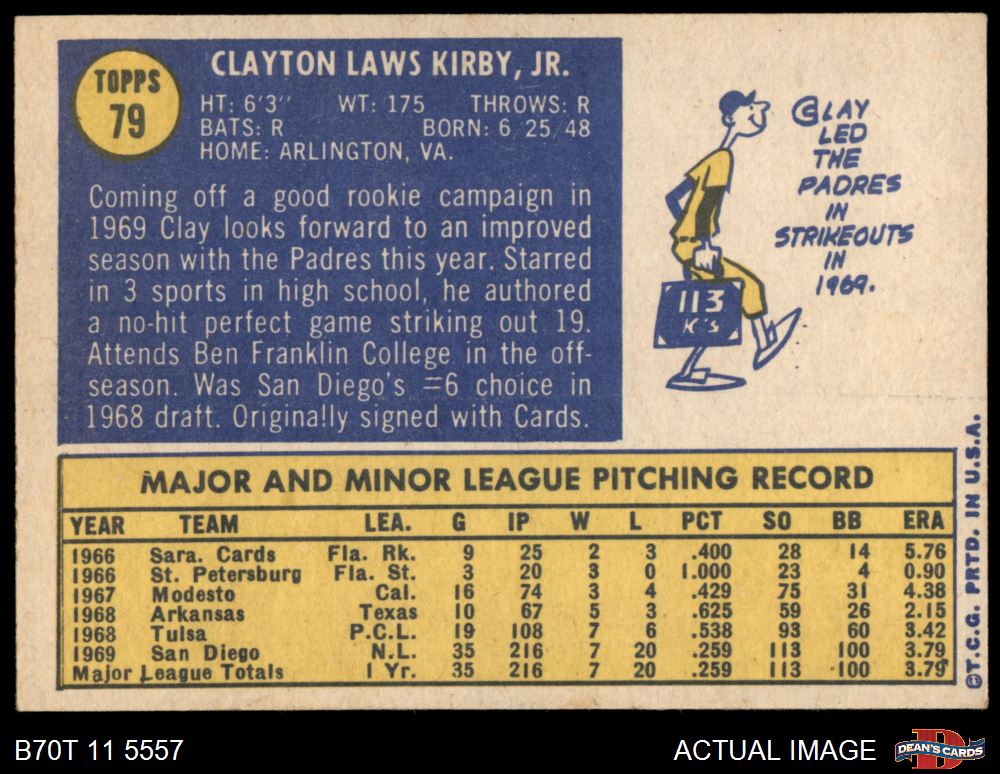 TOPPS
79
CLAYTON LAWS KIRBY, JR.
HT: 6'3" WT: 175 THROWS: R
BATS: R BORN: 6 25 48
HOME: ARLINGTON, VA.
Coming off a good rookie campaign in
1969 Clay looks forward to an improved
season with the Padres this year. Starred
in 3 sports in high school, he authored
a no-hit perfect game striking out 19.
Attends Ben Franklin College in the off-
season. Was San Diego's #6 choice in
1968 draft. Originally signed with Cards.
CLAY
LED
THE
PADRES
IN
STRIKEOUTS
IN
1969.
113
K's
MAJOR AND MINOR LEAGUE PITCHING RECORD
YEAR TEAM LEA. G IP W L PCT SO BB ERA
1966 Sara. Cards Fla. Rk. 9 25 2 3 .400 28 14 5.76
1966 St. Petersburg Fla. St. 3 20 3 0 1.000 23 4 0.90
1967 Modesto Cal. 16 74 3 4 .429 75 31 4.38
1968 Arkansas Texas 10 67 5 3 .625 59 26 2.15
1968 Tulsa P.C.L. 19 108 7 6 .538 93 60 3.42
1969 San Diego N.L. 35 216 7 20 .259 113 100 3.79
Major League Totals 1 Yr. 35 216 7 20 .259 113 100 3.79
©T.C.G. PRTD. IN U.S.A.
B70T 11 5557
ACTUAL IMAGE
DEAN'S CARDS